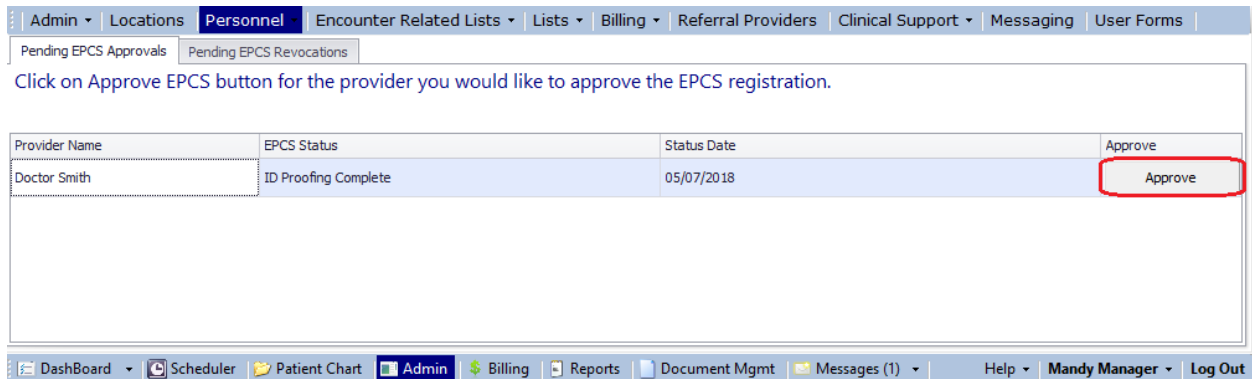 Admin Locations Personnel Encounter Related Lists Lists Billing Referral Providers Clinical Support Messaging User Forms
Pending EPCS Approvals Pending EPCS Revocations
Click on Approve EPCS button for the provider you would like to approve the EPCS registration.
Provider Name EPCS Status Status Date Approve
Doctor Smith ID Proofing Complete 05/07/2018 Approve
DashBoard Scheduler Patient Chart Admin Billing Reports Document Mgmt Messages (1) Help Mandy Manager Log Out